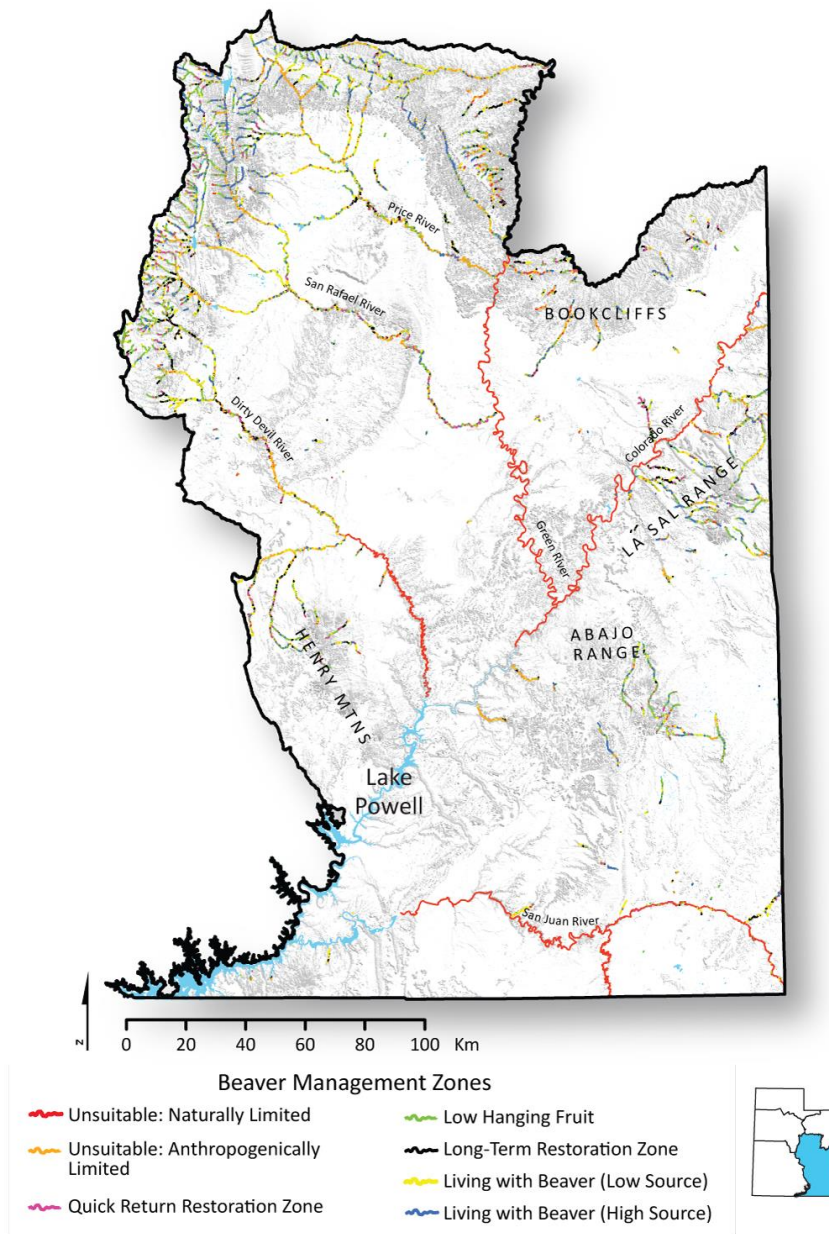 Price River
San Rafael River
BOOKCLIFFS
Dirty Devil River
Colorado River
LA SAL RANGE
Green River
ABAJO
RANGE
HENRY MTNS
Lake
Powell
San Juan River
N
0 20 40 60 80 100 Km
Beaver Management Zones
Unsuitable: Naturally Limited
Unsuitable: Anthropogenically
Limited
Quick Return Restoration Zone
Low Hanging Fruit
Long-Term Restoration Zone
Living with Beaver (Low Source)
Living with Beaver (High Source)